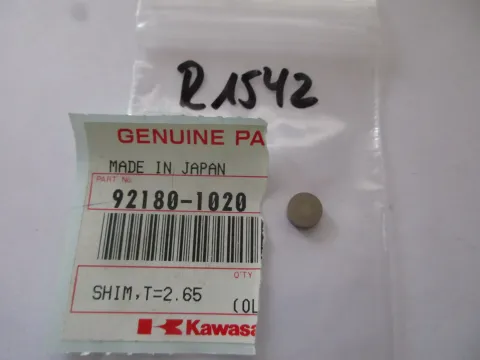 R1542
GENUINE PA
MADE IN JAPAN
PART No.
92180-1020
Q'TY
SHIM,T=2.65
(OL
Kawasa